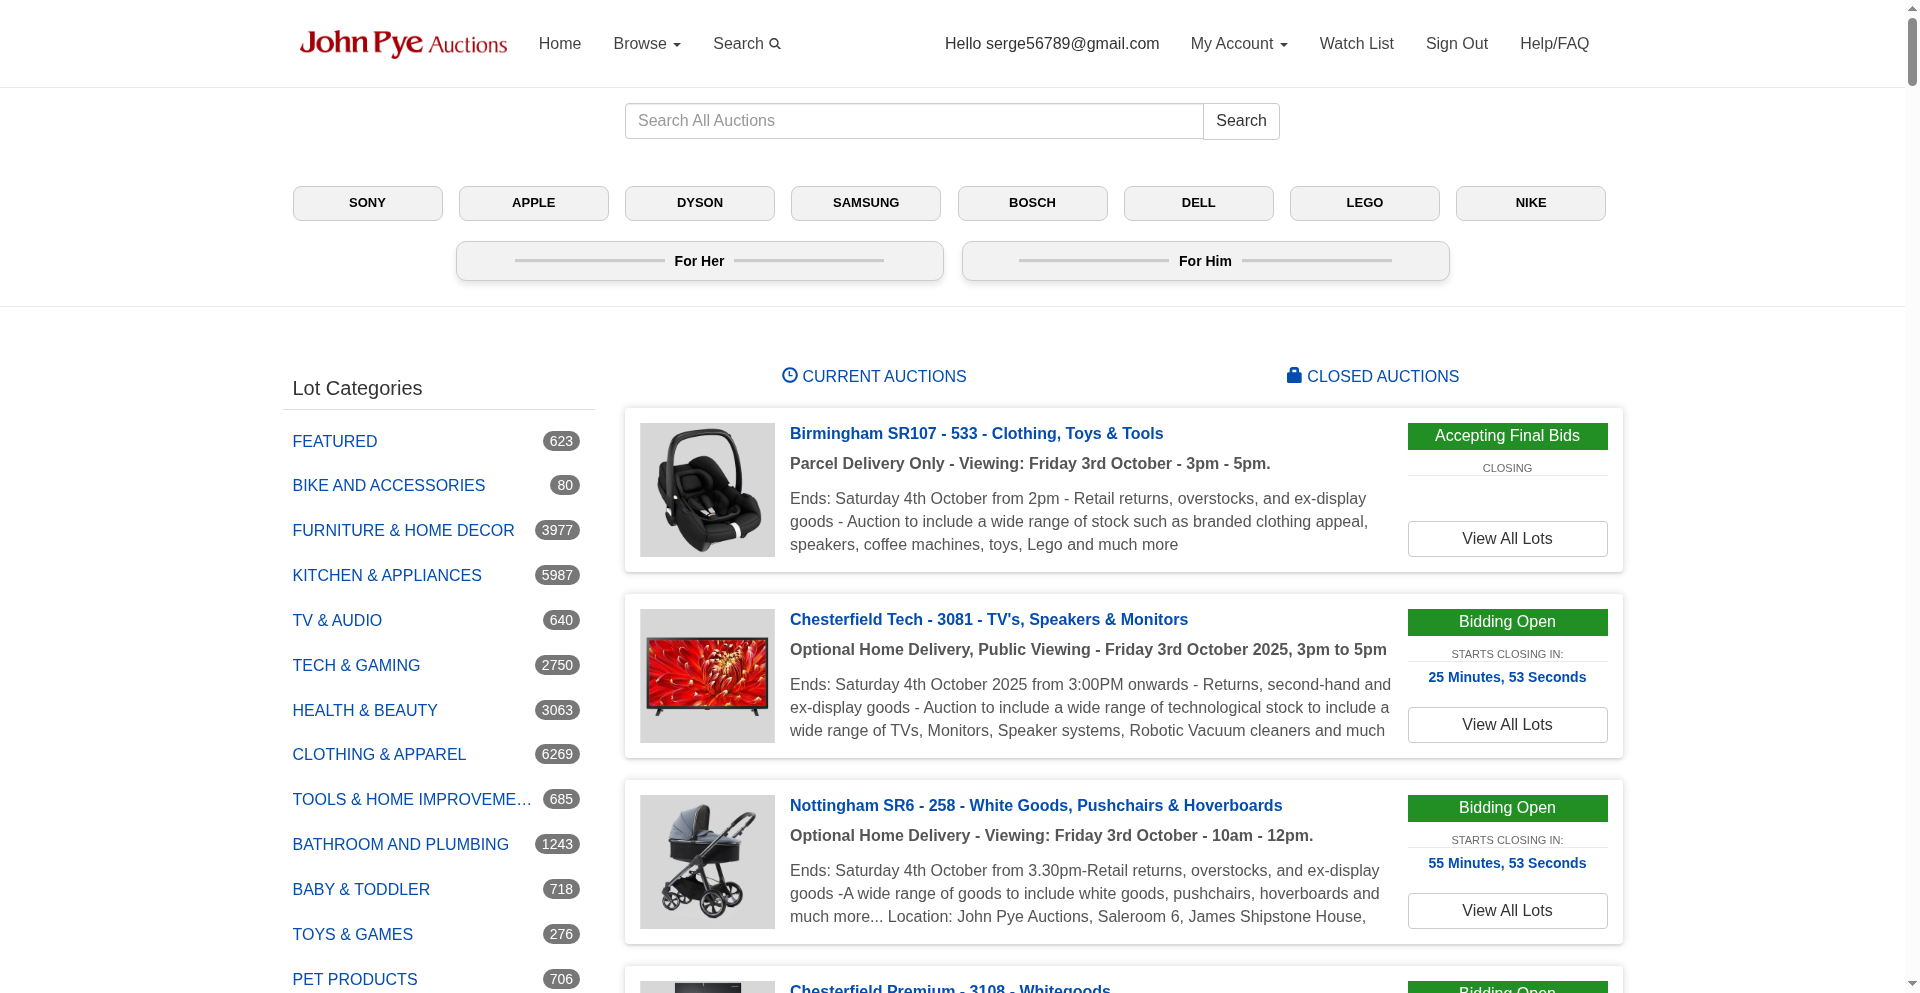 John Pye Auctions
Home
Browse
Search
Hello serge56789@gmail.com
My Account
Watch List
Sign Out
Help/FAQ
Search All Auctions
Search
SONY
APPLE
DYSON
SAMSUNG
BOSCH
DELL
LEGO
NIKE
For Her
For Him
Lot Categories
FEATURED 623
BIKE AND ACCESSORIES 80
FURNITURE & HOME DECOR 3977
KITCHEN & APPLIANCES 5987
TV & AUDIO 640
TECH & GAMING 2750
HEALTH & BEAUTY 3063
CLOTHING & APPAREL 6269
TOOLS & HOME IMPROVEME... 685
BATHROOM AND PLUMBING 1243
BABY & TODDLER 718
TOYS & GAMES 276
PET PRODUCTS 706
CURRENT AUCTIONS
CLOSED AUCTIONS
Birmingham SR107 - 533 - Clothing, Toys & Tools
Parcel Delivery Only - Viewing: Friday 3rd October - 3pm - 5pm.
Ends: Saturday 4th October from 2pm - Retail returns, overstocks, and ex-display
goods - Auction to include a wide range of stock such as branded clothing appeal,
speakers, coffee machines, toys, Lego and much more
Accepting Final Bids
CLOSING
View All Lots
Chesterfield Tech - 3081 - TV's, Speakers & Monitors
Optional Home Delivery, Public Viewing - Friday 3rd October 2025, 3pm to 5pm
Ends: Saturday 4th October 2025 from 3:00PM onwards - Returns, second-hand and
ex-display goods - Auction to include a wide range of technological stock to include a
wide range of TVs, Monitors, Speaker systems, Robotic Vacuum cleaners and much
Bidding Open
STARTS CLOSING IN:
25 Minutes, 53 Seconds
View All Lots
Nottingham SR6 - 258 - White Goods, Pushchairs & Hoverboards
Optional Home Delivery - Viewing: Friday 3rd October - 10am - 12pm.
Ends: Saturday 4th October from 3.30pm-Retail returns, overstocks, and ex-display
goods -A wide range of goods to include white goods, pushchairs, hoverboards and
much more... Location: John Pye Auctions, Saleroom 6, James Shipstone House,
Bidding Open
STARTS CLOSING IN:
55 Minutes, 53 Seconds
View All Lots
Chesterfield Premium - 3108 - Whitegoods
Bidding Open